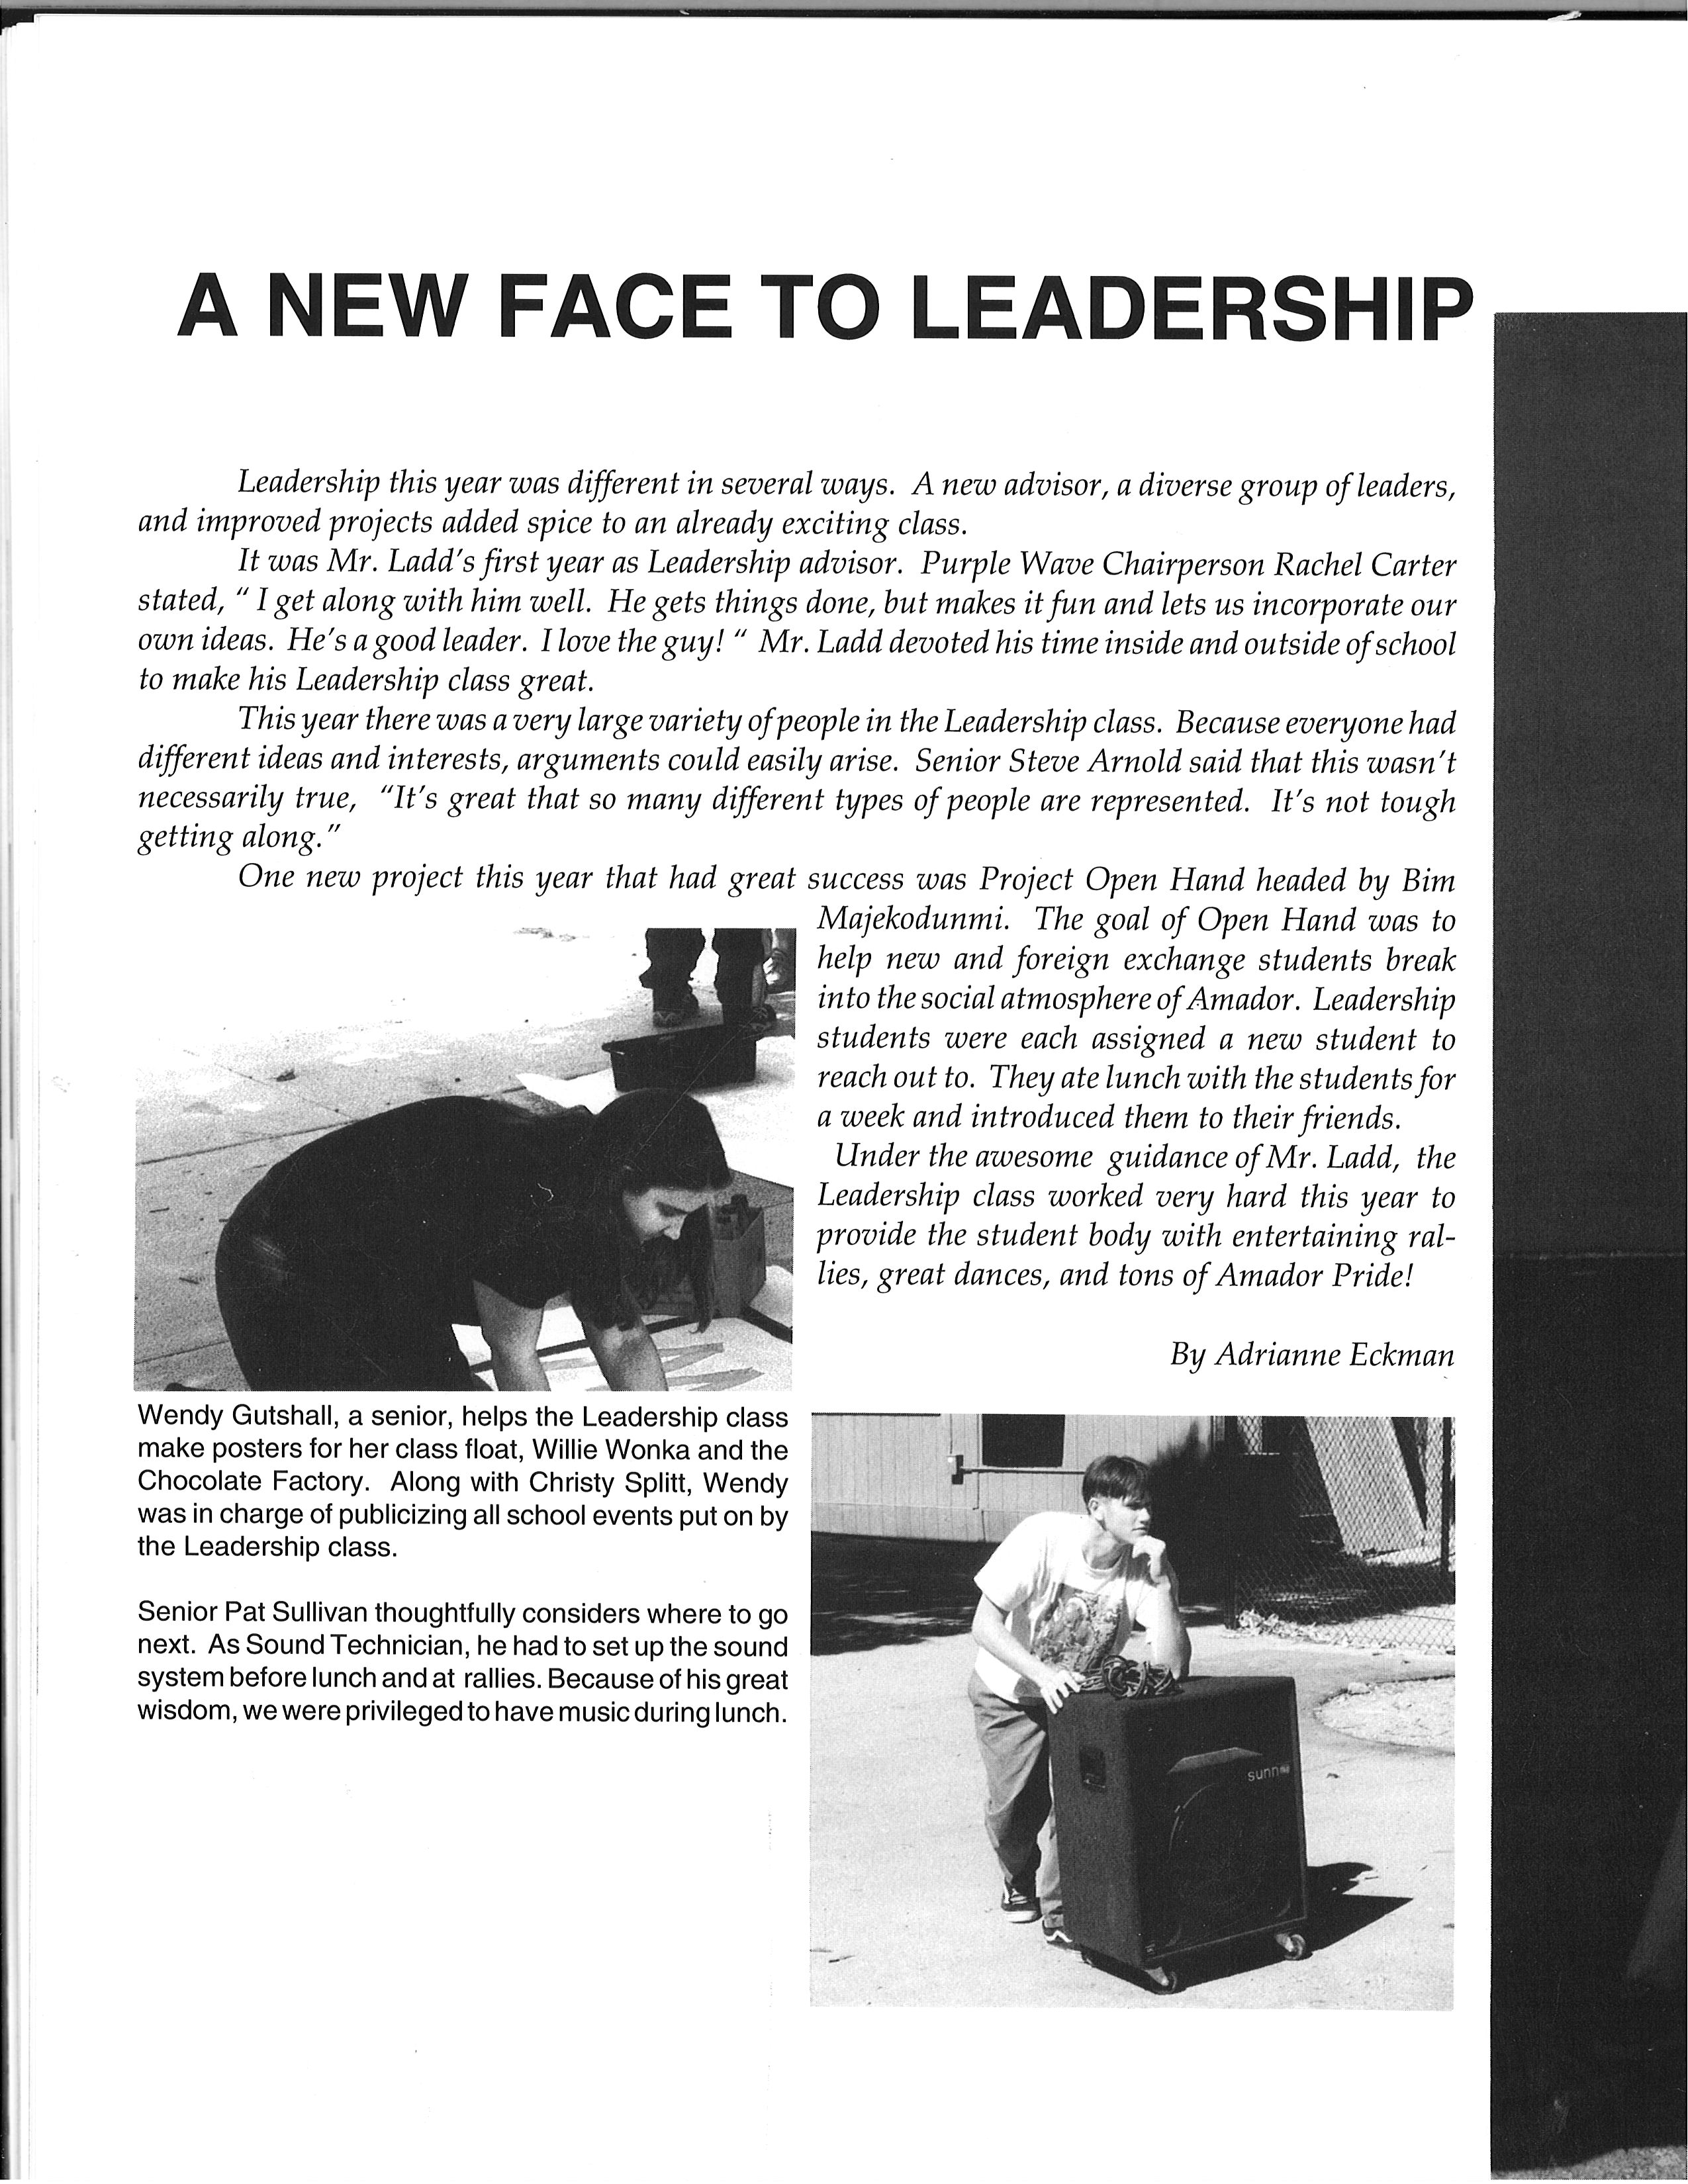 A NEW FACE TO LEADERSHIP
Leadership this year was different in several ways. A new advisor, a diverse group of leaders,
and improved projects added spice to an already exciting class.
It was Mr. Ladd's first year as Leadership advisor. Purple Wave Chairperson Rachel Carter
stated, “ I get along with him well. He gets things done, but makes it fun and lets us incorporate our
own ideas. He's a good leader. I love the guy! “ Mr. Ladd devoted his time inside and outside of school
to make his Leadership class great.
This year there was a very large variety of people in the Leadership class. Because everyone had
different ideas and interests, arguments could easily arise. Senior Steve Arnold said that this wasn't
necessarily true, “It's great that so many different types of people are represented. It's not tough
getting along.”
One new project this year that had great success was Project Open Hand headed by Bim
Majekodunmi. The goal of Open Hand was to
help new and foreign exchange students break
into the social atmosphere of Amador. Leadership
students were each assigned a new student to
reach out to. They ate lunch with the students for
a week and introduced them to their friends.
Under the awesome guidance of Mr. Ladd, the
Leadership class worked very hard this year to
provide the student body with entertaining ral-
lies, great dances, and tons of Amador Pride!
By Adrianne Eckman
Wendy Gutshall, a senior, helps the Leadership class
make posters for her class float, Willie Wonka and the
Chocolate Factory. Along with Christy Splitt, Wendy
was in charge of publicizing all school events put on by
the Leadership class.
Senior Pat Sullivan thoughtfully considers where to go
next. As Sound Technician, he had to set up the sound
system before lunch and at rallies. Because of his great
wisdom, we were privileged to have music during lunch.
sunn